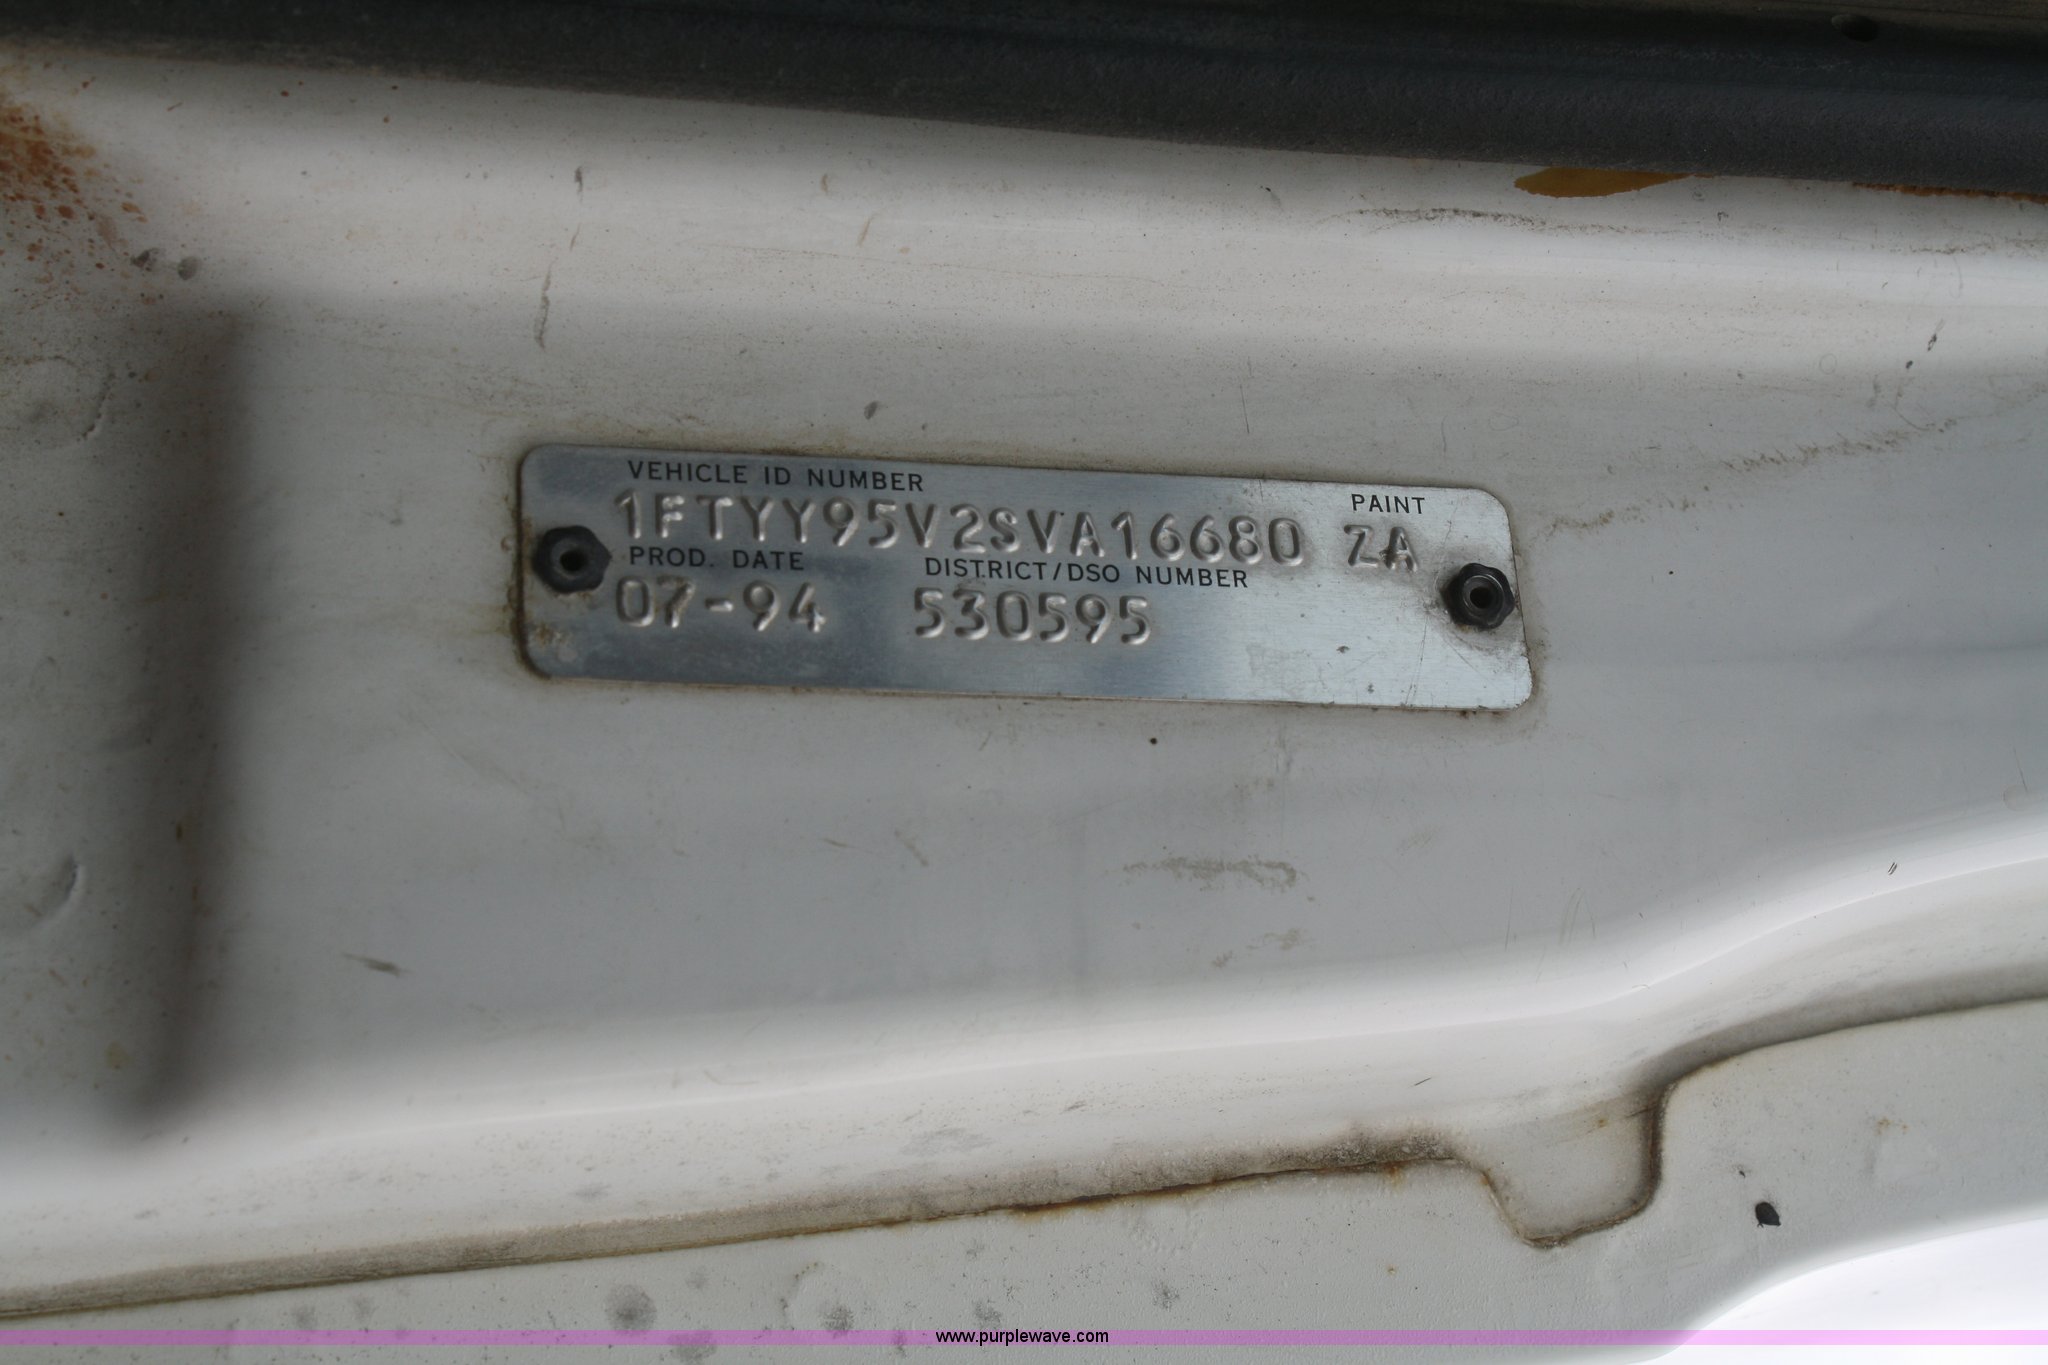 VEHICLE ID NUMBER
PAINT
1FTYY95V2SVA16680 ZA
PROD. DATE DISTRICT/DSO NUMBER
07-94 530595
www.purplewave.com